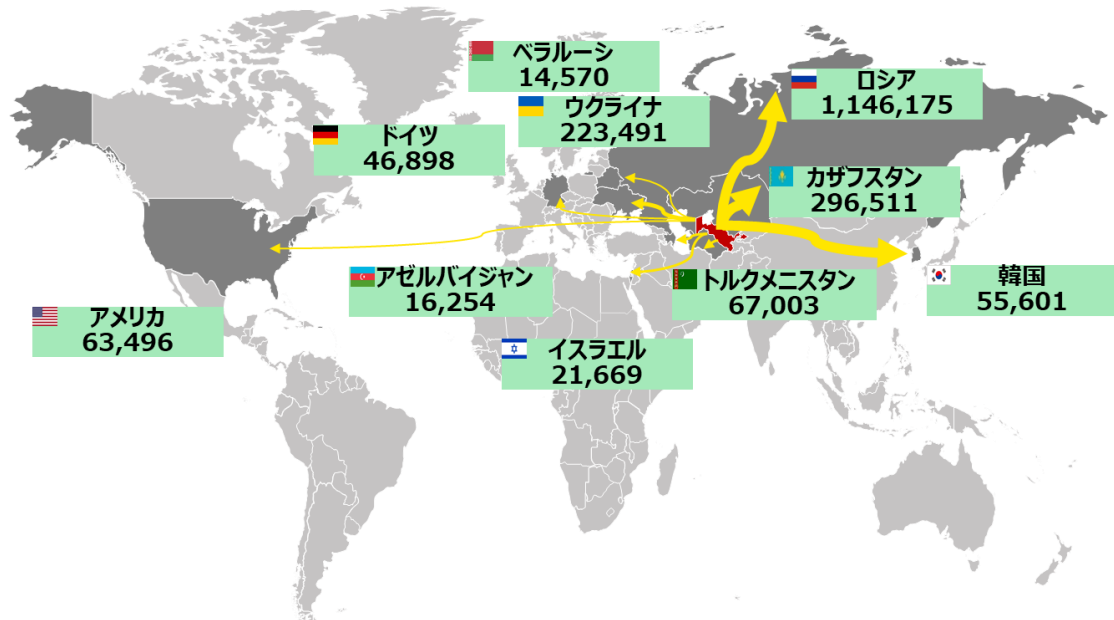 ベラルーシ
14,570
ロシア
1,146,175
ウクライナ
223,491
ドイツ
46,898
カザフスタン
296,511
アゼルバイジャン
16,254
トルクメニスタン
67,003
韓国
55,601
アメリカ
63,496
イスラエル
21,669